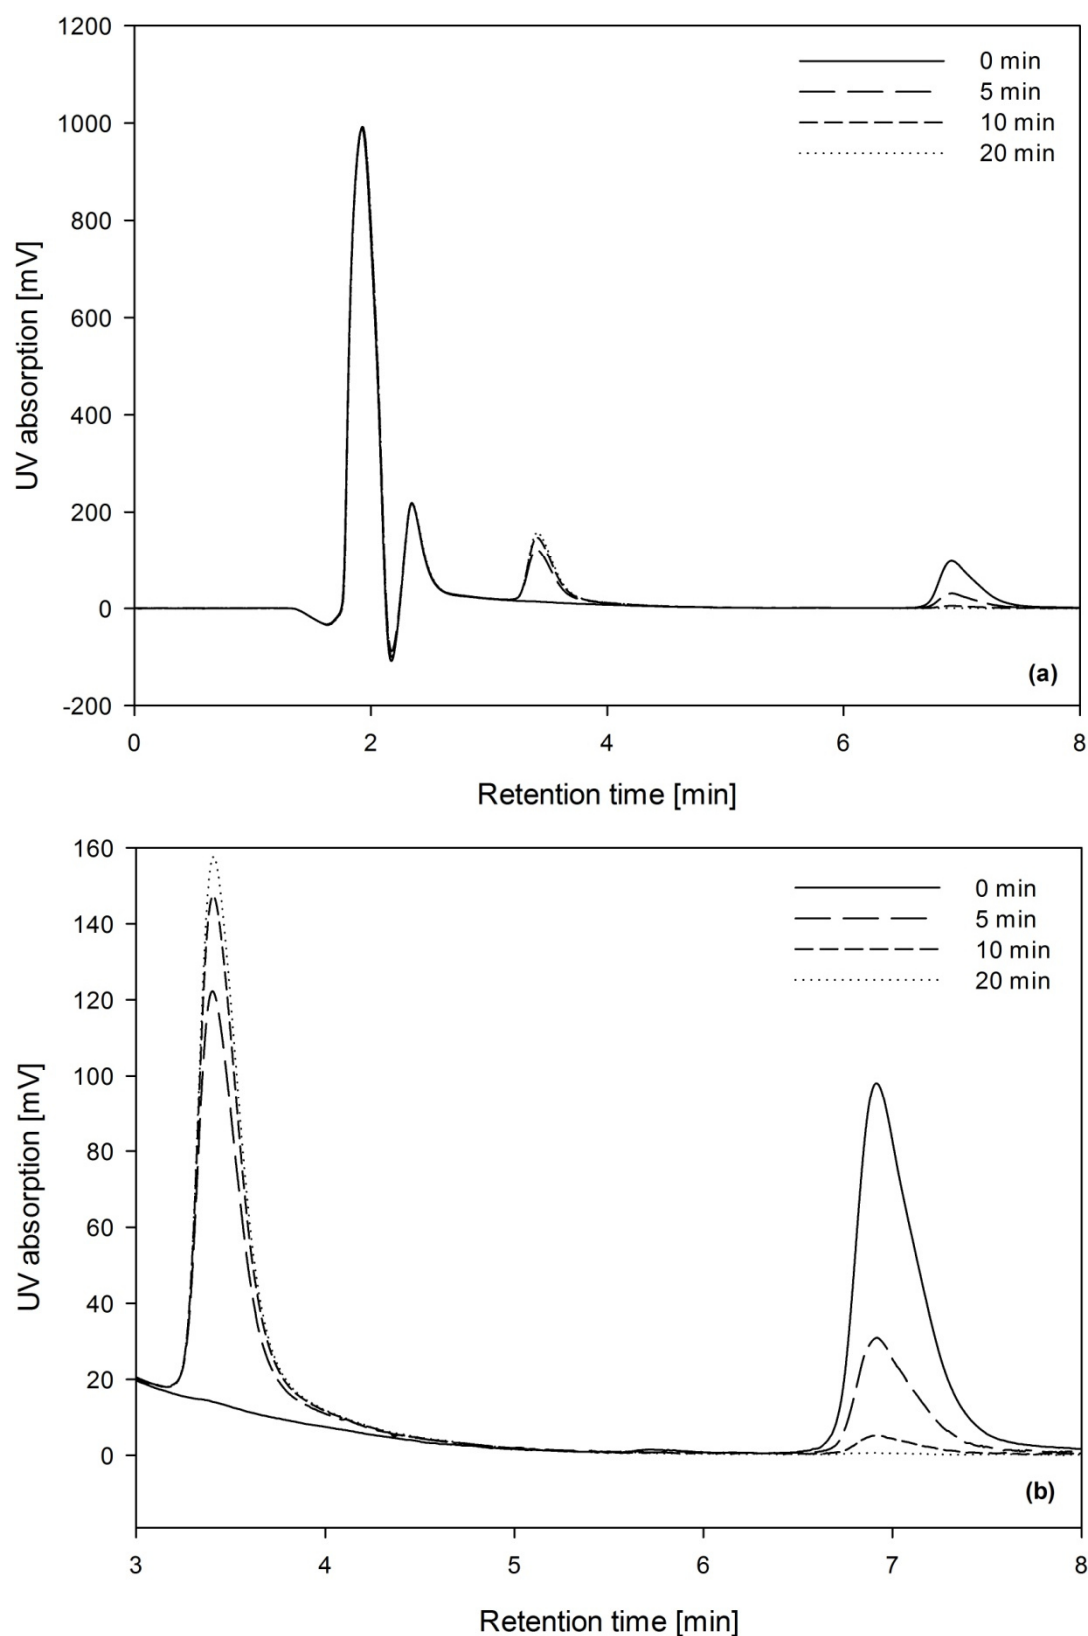 1200
1000
800
600
400
200
0
-200
UV absorption [mV]
0 min
5 min
10 min
20 min
(a)
0 2 4 6 8
Retention time [min]
160
140
120
100
80
60
40
20
0
UV absorption [mV]
0 min
5 min
10 min
20 min
(b)
3 4 5 6 7 8
Retention time [min]